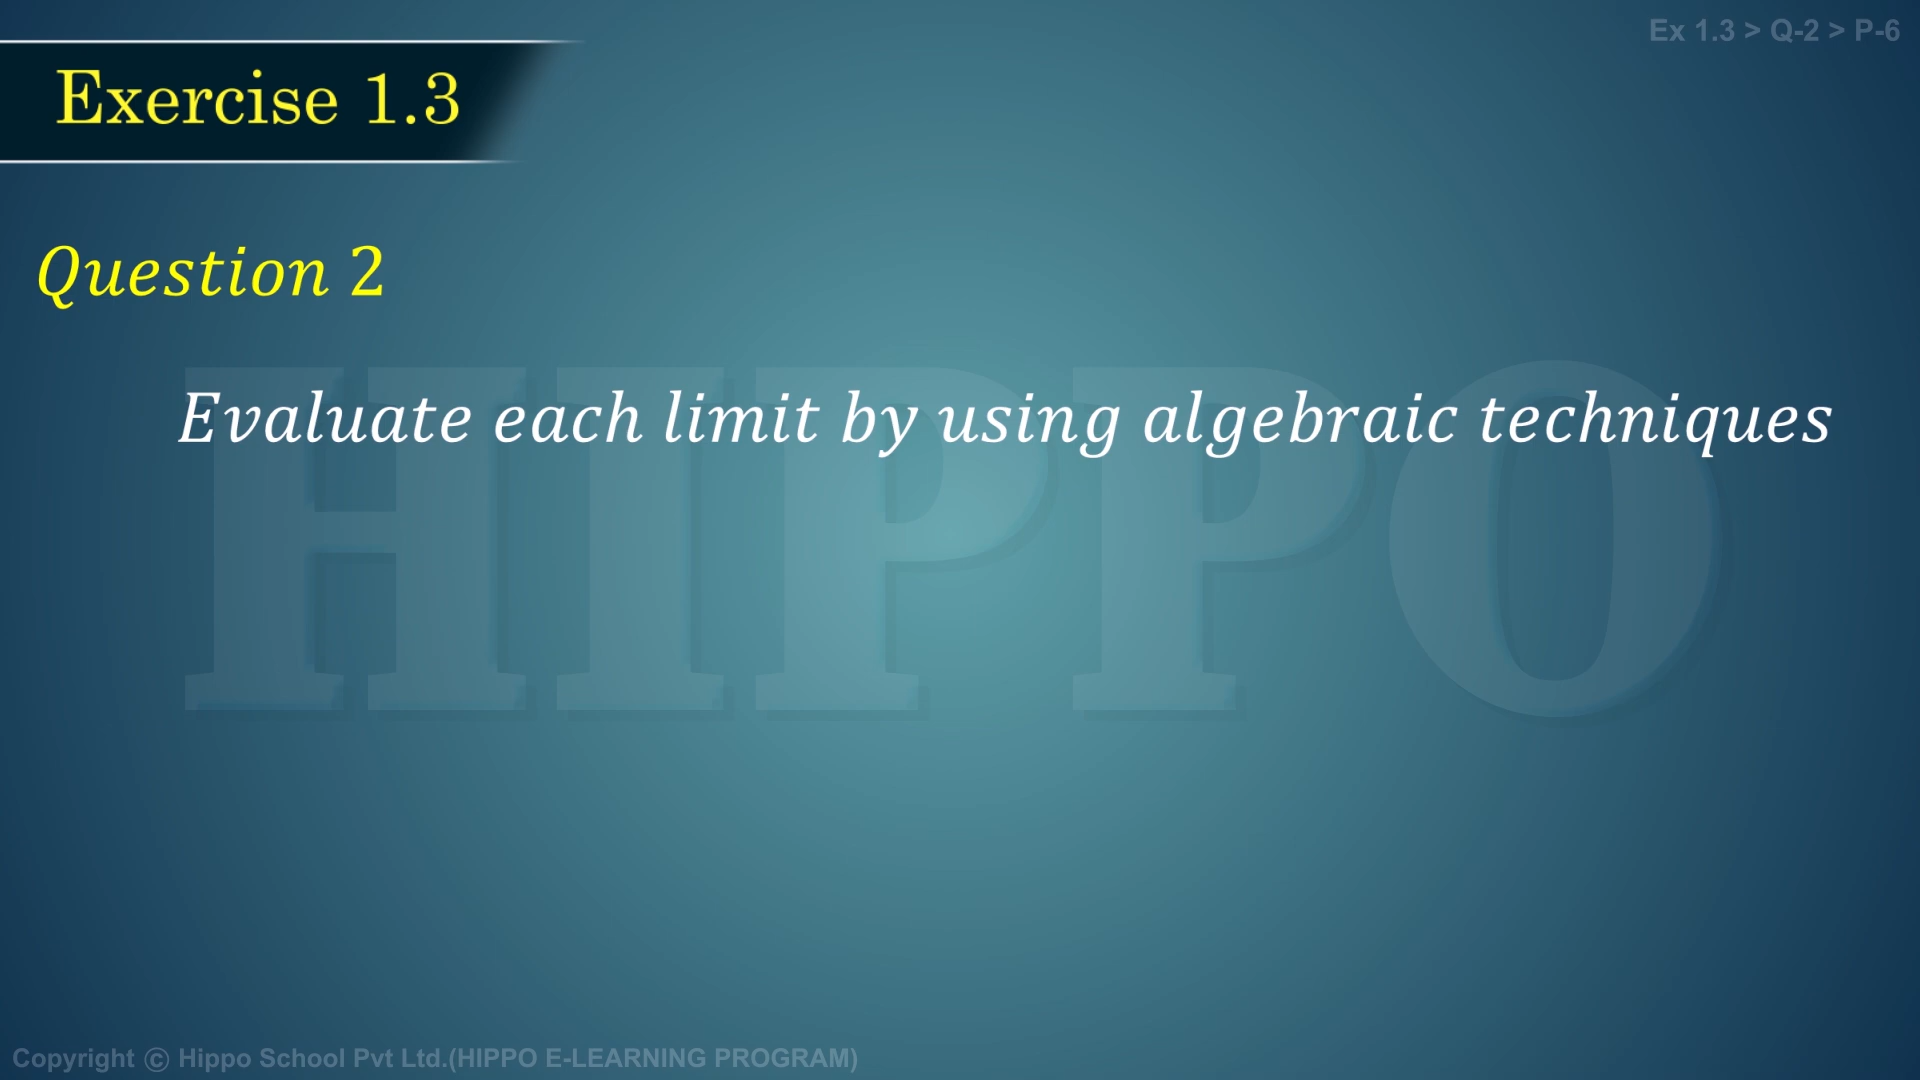 Ex 1.3 > Q-2 > P-6
Exercise 1.3
Question 2
Evaluate each limit by using algebraic techniques
HIPPO
Copyright © Hippo School Pvt Ltd.(HIPPO E-LEARNING PROGRAM)